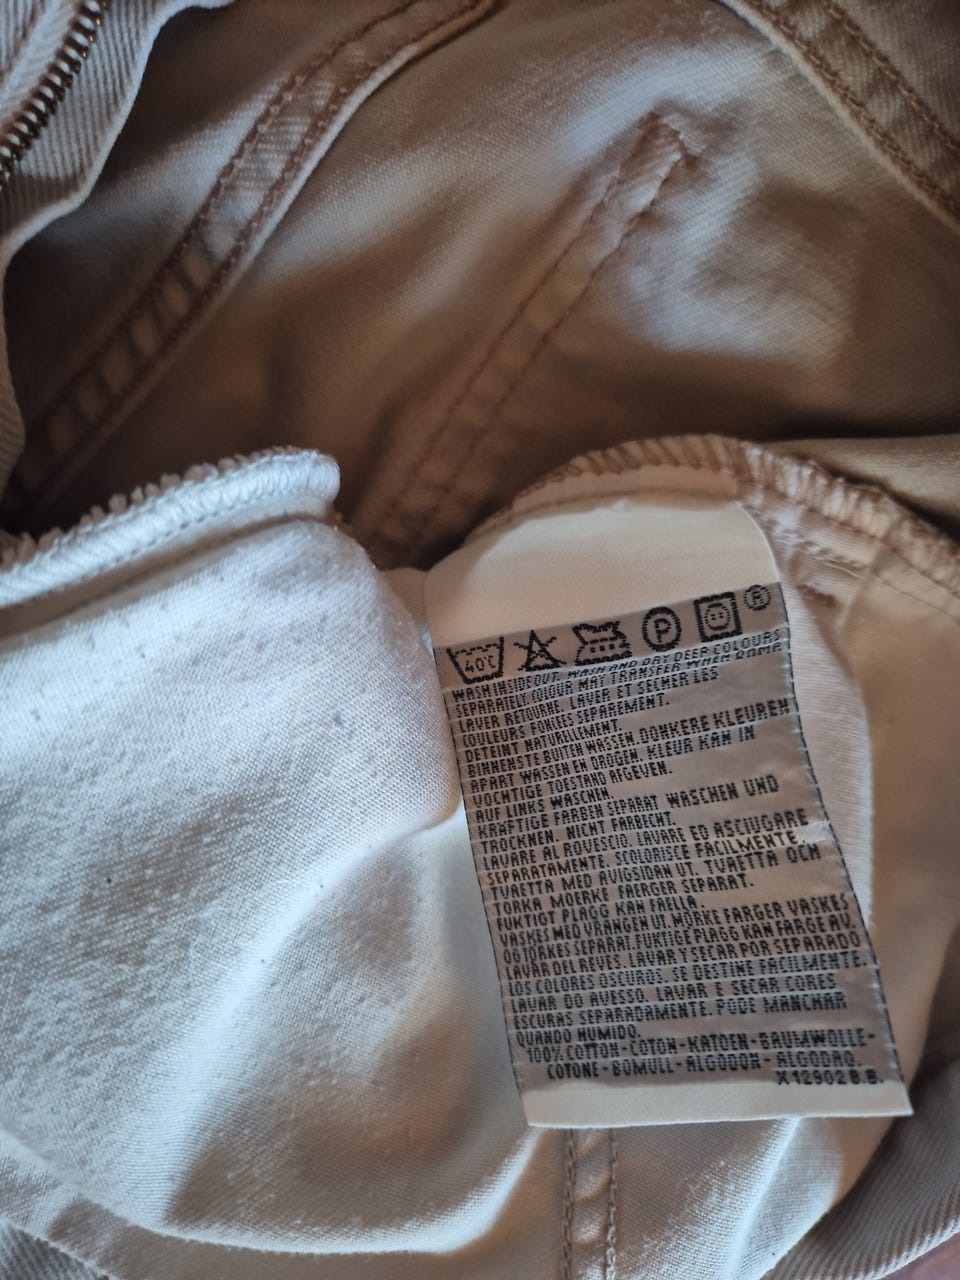 40°C P ®
WASH INSIDE OUT. WASH AND DRY DEEP COLOURS
SEPARATELY. COLOUR MAY TRANSFER WHEN DAMP.
LAVER RETOURNE. LAVER ET SECHER LES
COULEURS FONCEES SEPAREMENT.
DETEINT NATURELLEMENT.
BINNENSTE BUITEN WASSEN. DONKERE KLEUREN
APART WASSEN EN DROGEN. KLEUR KAN IN
VOCHTIGE TOESTAND AFGEVEN.
AUF LINKS WASCHEN.
KRAFTIGE FARBEN SEPARAT WASCHEN UND
TROCKNEN. NICHT FARBECHT.
LAVARE AL ROVESCIO. LAVARE ED ASCIUGARE
SEPARATAMENTE. SCOLORISCE FACILMENTE.
TVAETTA MED AVIGSIDAN UT. TVAETTA OCH
TORKA MOERKE FAERGER SEPARAT.
FUKTIGT PLAGG KAN FAELLA.
VASKES MED VRANGEN UT. MØRKE FARGER VASKES
OG TØRKES SEPARAT. FUKTIGE PLAGG KAN FARGE AV.
LAVAR DEL REVES. LAVAR Y SECAR POR SEPARADO
LOS COLORES OSCUROS. SE DESTINE FACILMENTE.
LAVAR DO AVESSO. LAVAR E SECAR CORES
ESCURAS SEPARADAMENTE. PODE MANCHAR
QUANDO HUMIDO.
100% COTTON-COTON-KATOEN-BAUMWOLLE-
COTONE-BOMULL-ALGODON-ALGODAO.
X 12902 B.B.